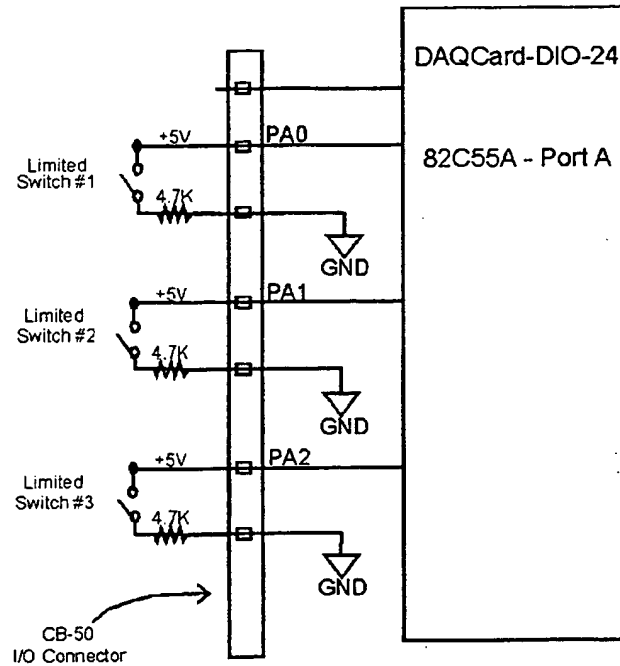 DAQCard-DIO-24
82C55A - Port A
+5V
PA0
Limited
Switch #1
4.7K
GND
+5V
PA1
Limited
Switch #2
4.7K
GND
+5V
PA2
Limited
Switch #3
4.7K
GND
CB-50
I/O Connector